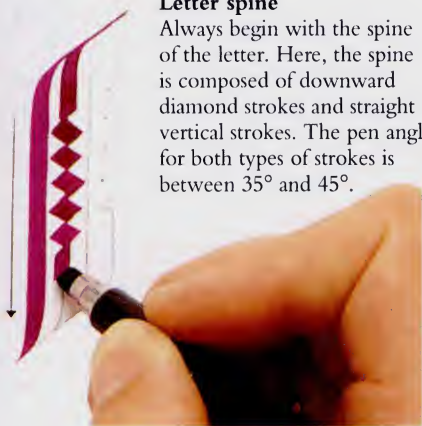 Letter spine
Always begin with the spine
of the letter. Here, the spine
is composed of downward
diamond strokes and straight
vertical strokes. The pen angl
for both types of strokes is
between 35° and 45°.